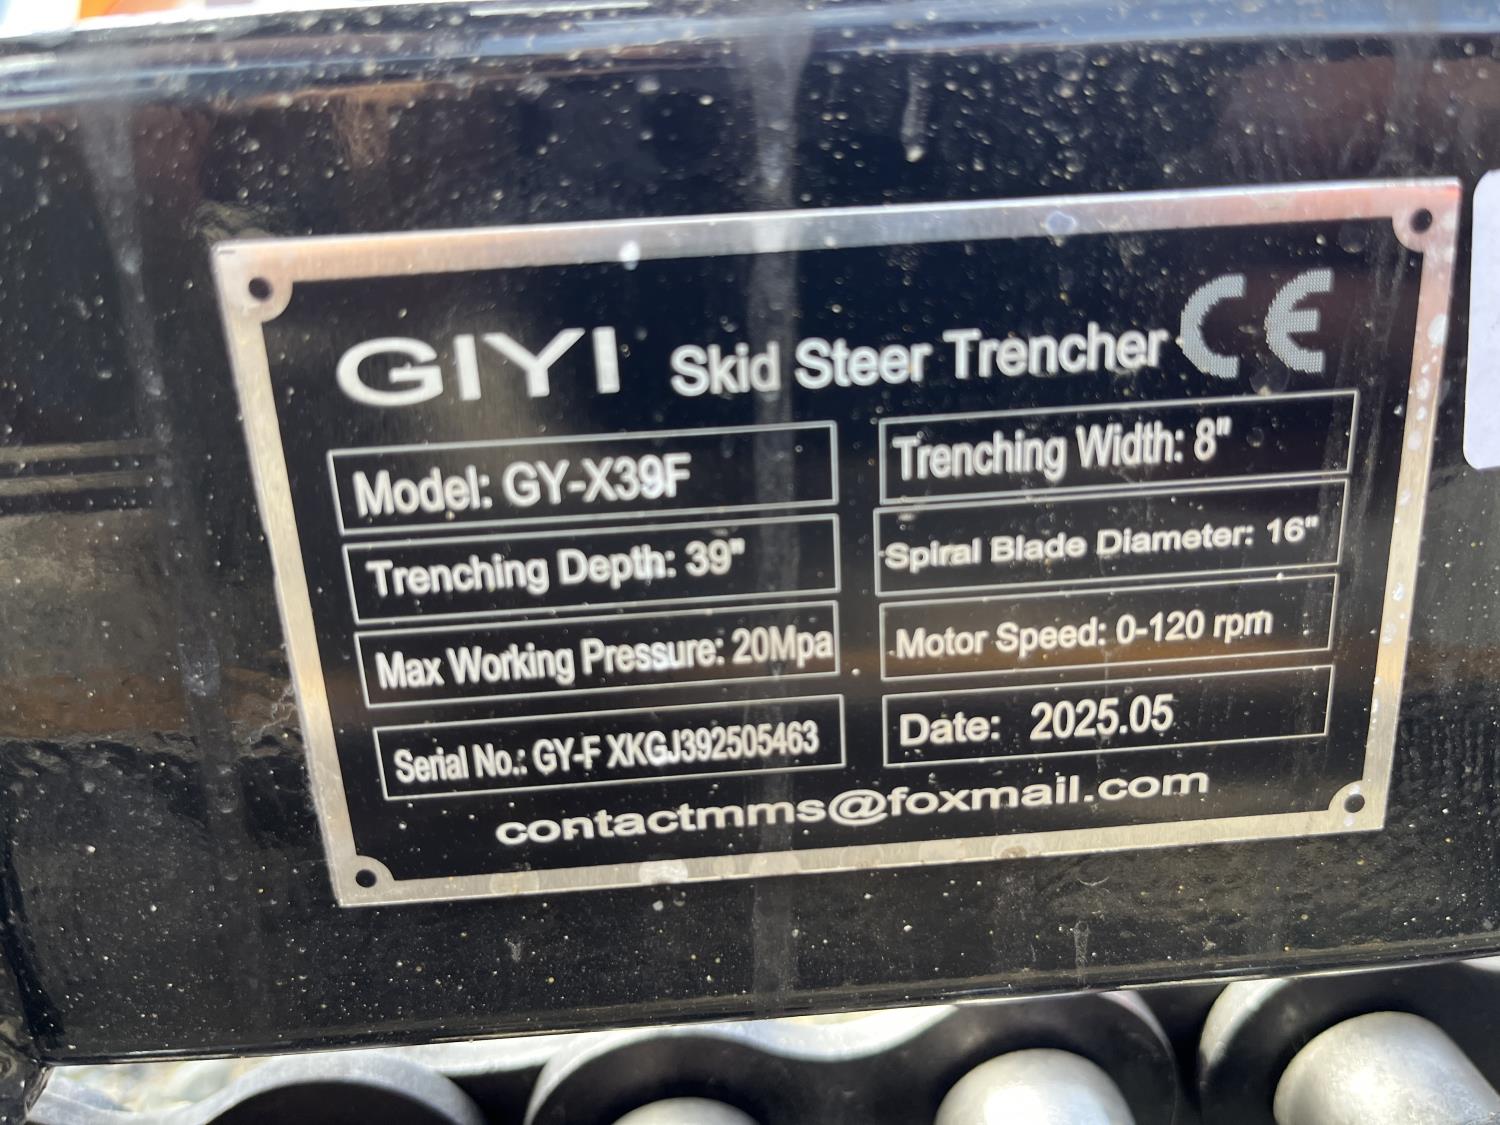 GIYI Skid Steer Trencher CE
Model: GY-X39F
Trenching Width: 8"
Trenching Depth: 39"
Spiral Blade Diameter: 16"
Max Working Pressure: 20Mpa
Motor Speed: 0-120 rpm
Serial No.: GY-F XKGJ392505463
Date: 2025.05
contactmms@foxmail.com